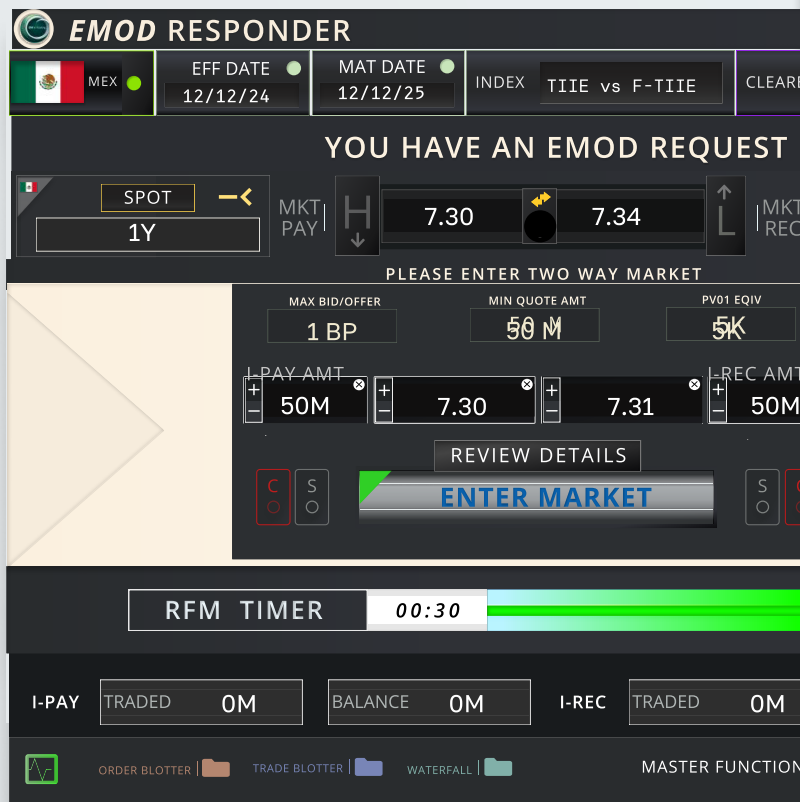 EMOD RESPONDER
MEX
EFF DATE
12/12/24
MAT DATE
12/12/25
INDEX
TIIE vs F-TIIE
CLEARE
YOU HAVE AN EMOD REQUEST
SPOT
1Y
MKT
PAY
H
7.30
7.34
L
MKT
REC
PLEASE ENTER TWO WAY MARKET
MAX BID/OFFER
1 BP
MIN QUOTE AMT
50 M
PV01 EQIV
5K
I-PAY AMT
I-REC AMT
+
−
50M
+
−
7.30
+
−
7.31
+
−
50M
REVIEW DETAILS
C
S
ENTER MARKET
S
RFM TIMER
00:30
I-PAY
TRADED 0M
BALANCE 0M
I-REC
TRADED 0M
ORDER BLOTTER
TRADE BLOTTER
WATERFALL
MASTER FUNCTION